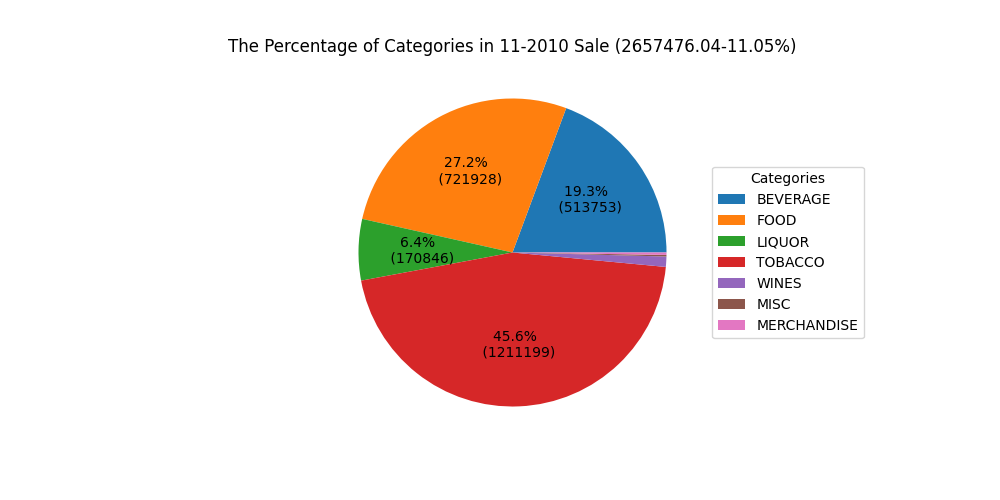 The Percentage of Categories in 11-2010 Sale (2657476.04-11.05%)
27.2%
(721928)
19.3%
(513753)
6.4%
(170846)
45.6%
(1211199)
Categories
BEVERAGE
FOOD
LIQUOR
TOBACCO
WINES
MISC
MERCHANDISE